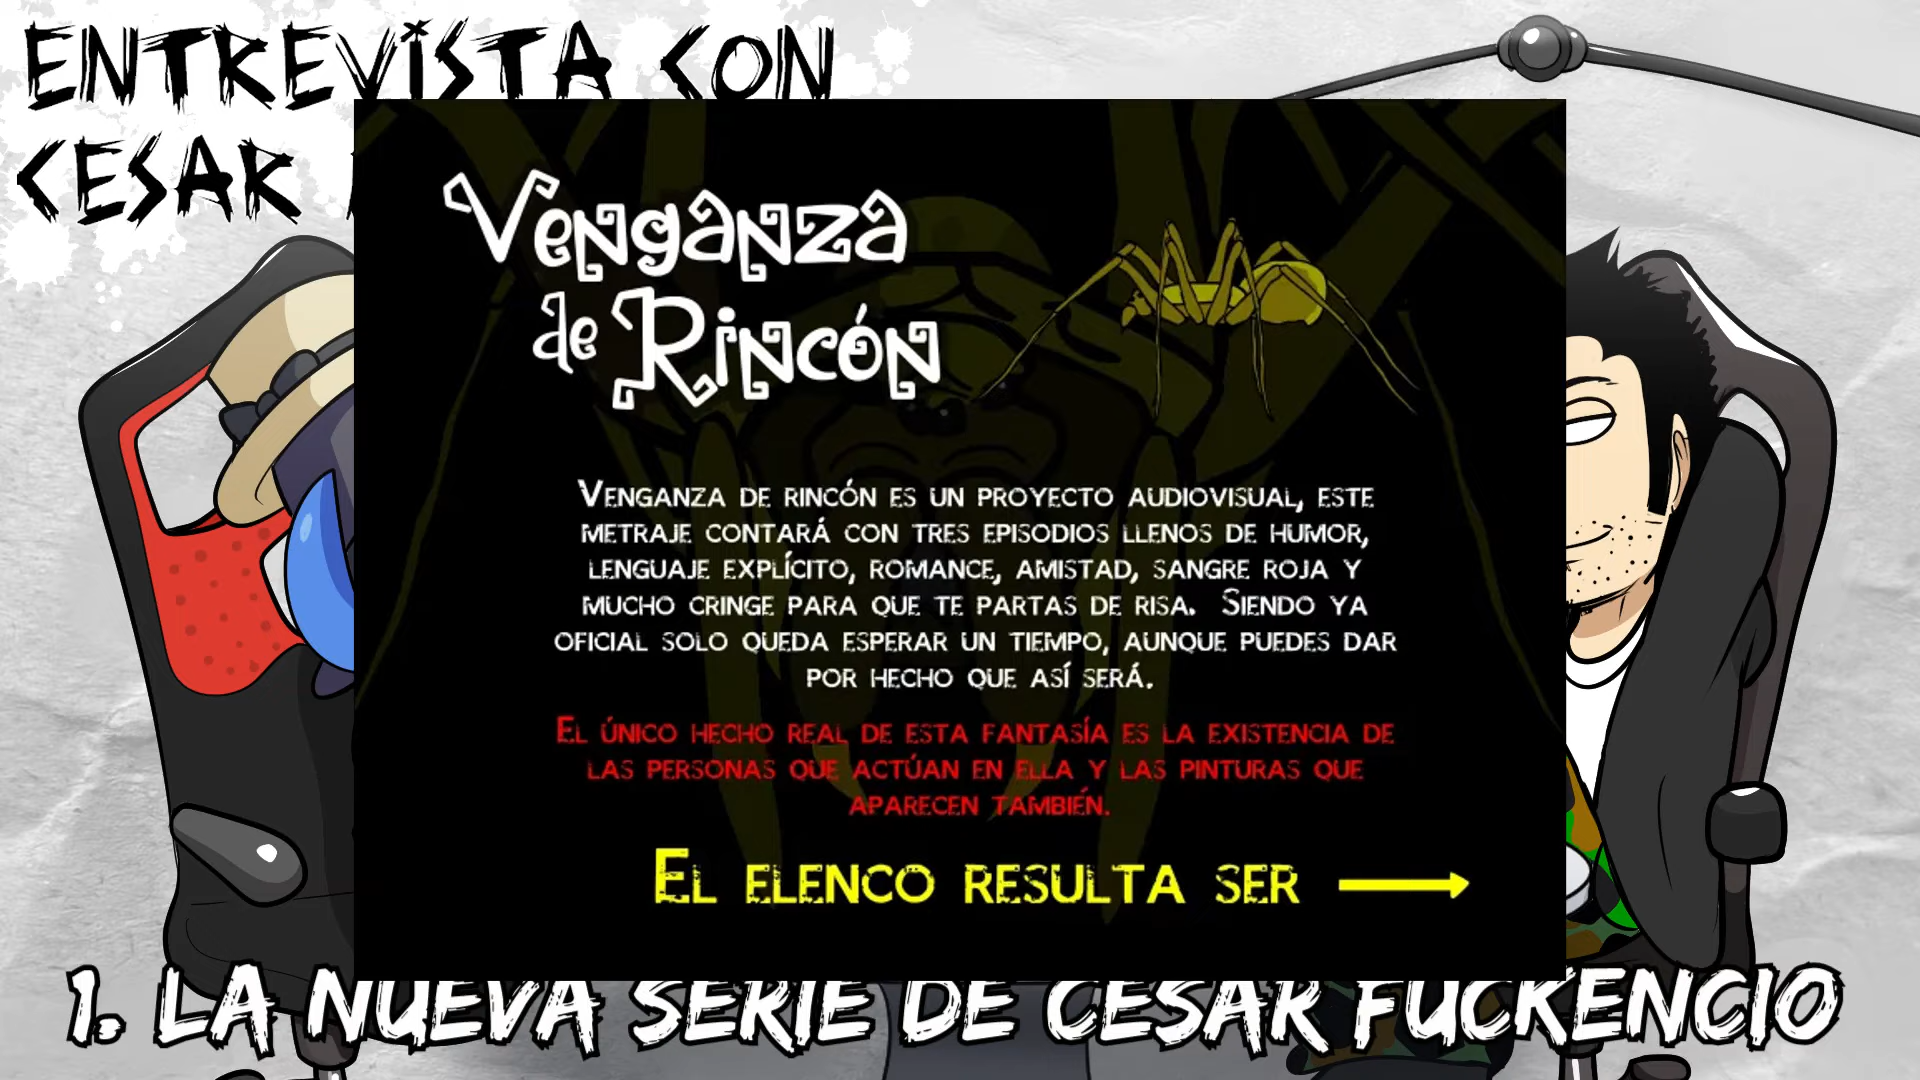 ENTREVISTA CON
CESAR
Venganza
de Rincón
Venganza de rincón es un proyecto audiovisual, este
metraje contará con tres episodios llenos de humor,
lenguaje explícito, romance, amistad, sangre roja y
mucho cringe para que te partas de risa. Siendo ya
oficial solo queda esperar un tiempo, aunque puedes dar
por hecho que así será.
El único hecho real de esta fantasía es la existencia de
las personas que actúan en ella y las pinturas que
aparecen también.
El elenco resulta ser
1. LA NUEVA SERIE DE CESAR FUCKENCIO